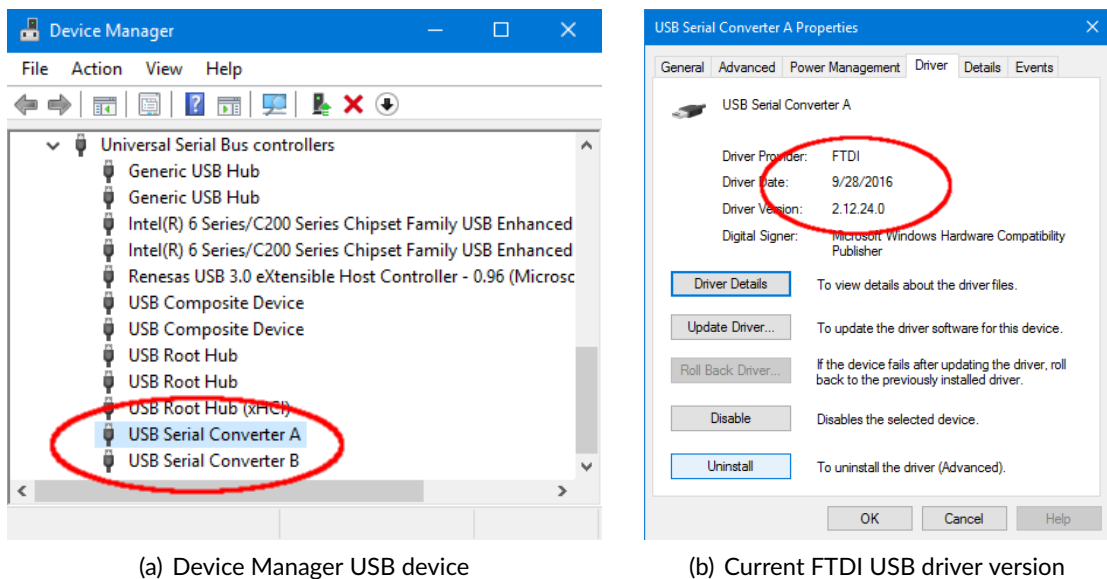 Device Manager
File Action View Help
Universal Serial Bus controllers
Generic USB Hub
Generic USB Hub
Intel(R) 6 Series/C200 Series Chipset Family USB Enhanced
Intel(R) 6 Series/C200 Series Chipset Family USB Enhanced
Renesas USB 3.0 eXtensible Host Controller - 0.96 (Microsc
USB Composite Device
USB Composite Device
USB Root Hub
USB Root Hub
USB Root Hub (xHCI)
USB Serial Converter A
USB Serial Converter B
(a) Device Manager USB device
USB Serial Converter A Properties
General Advanced Power Management Driver Details Events
USB Serial Converter A
Driver Provider: FTDI
Driver Date: 9/28/2016
Driver Version: 2.12.24.0
Digital Signer: Microsoft Windows Hardware Compatibility
Publisher
Driver Details To view details about the driver files.
Update Driver... To update the driver software for this device.
Roll Back Driver... If the device fails after updating the driver, roll
back to the previously installed driver.
Disable Disables the selected device.
Uninstall To uninstall the driver (Advanced).
OK Cancel Help
(b) Current FTDI USB driver version